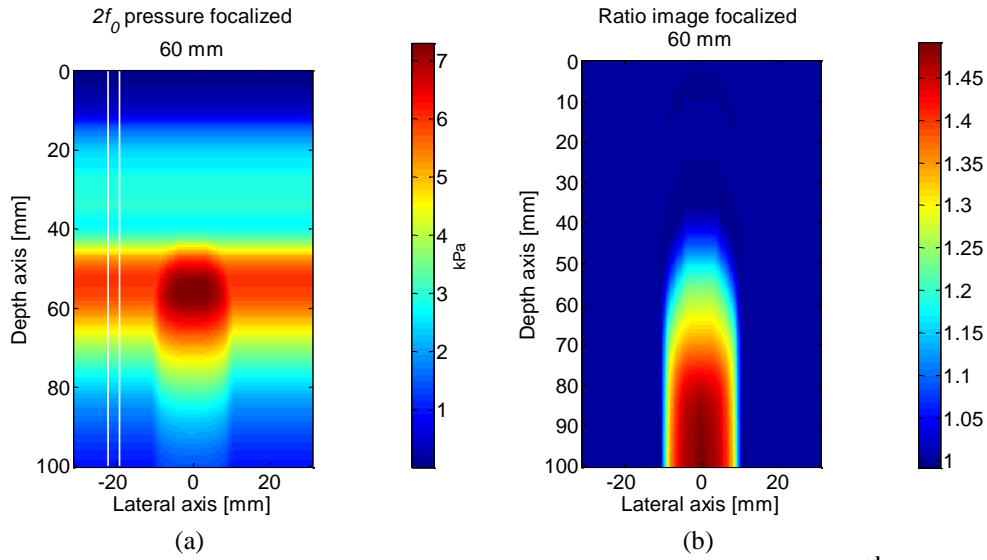 2f0 pressure focalized
60 mm
0
20
40
60
80
100
Depth axis [mm]
-20 0 20
Lateral axis [mm]
7
6
5
4
3
2
1
kPa
(a)
Ratio image focalized
60 mm
0
10
20
30
40
50
60
70
80
90
100
Depth axis [mm]
-20 0 20
Lateral axis [mm]
1.45
1.4
1.35
1.3
1.25
1.2
1.15
1.1
1.05
1
(b)